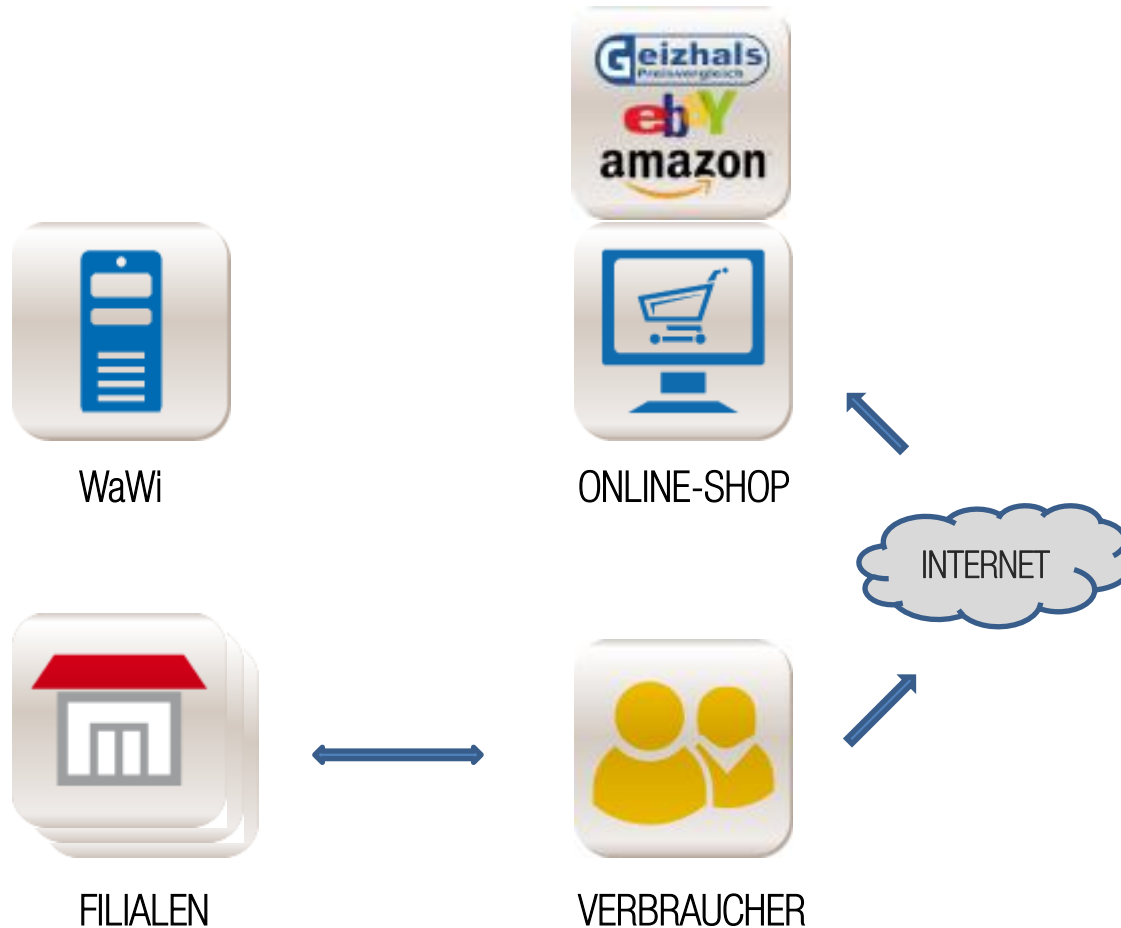 Geizhals
Preisvergleich
ebaY
amazon
WaWi
ONLINE-SHOP
INTERNET
FILIALEN
VERBRAUCHER